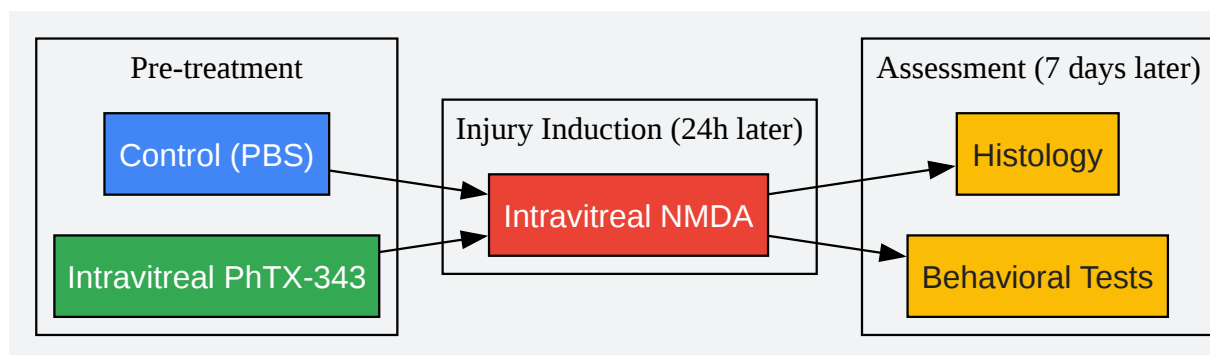 Pre-treatment
Control (PBS)
Intravitreal PhTX-343
Injury Induction (24h later)
Intravitreal NMDA
Assessment (7 days later)
Histology
Behavioral Tests